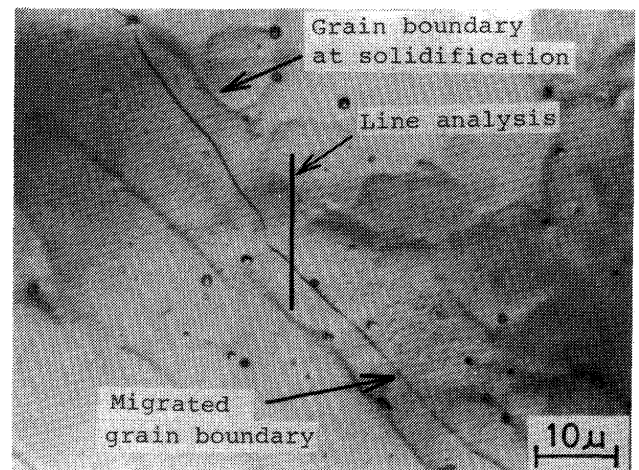 Grain boundary
at solidification
Line analysis
Migrated
grain boundary
10μ